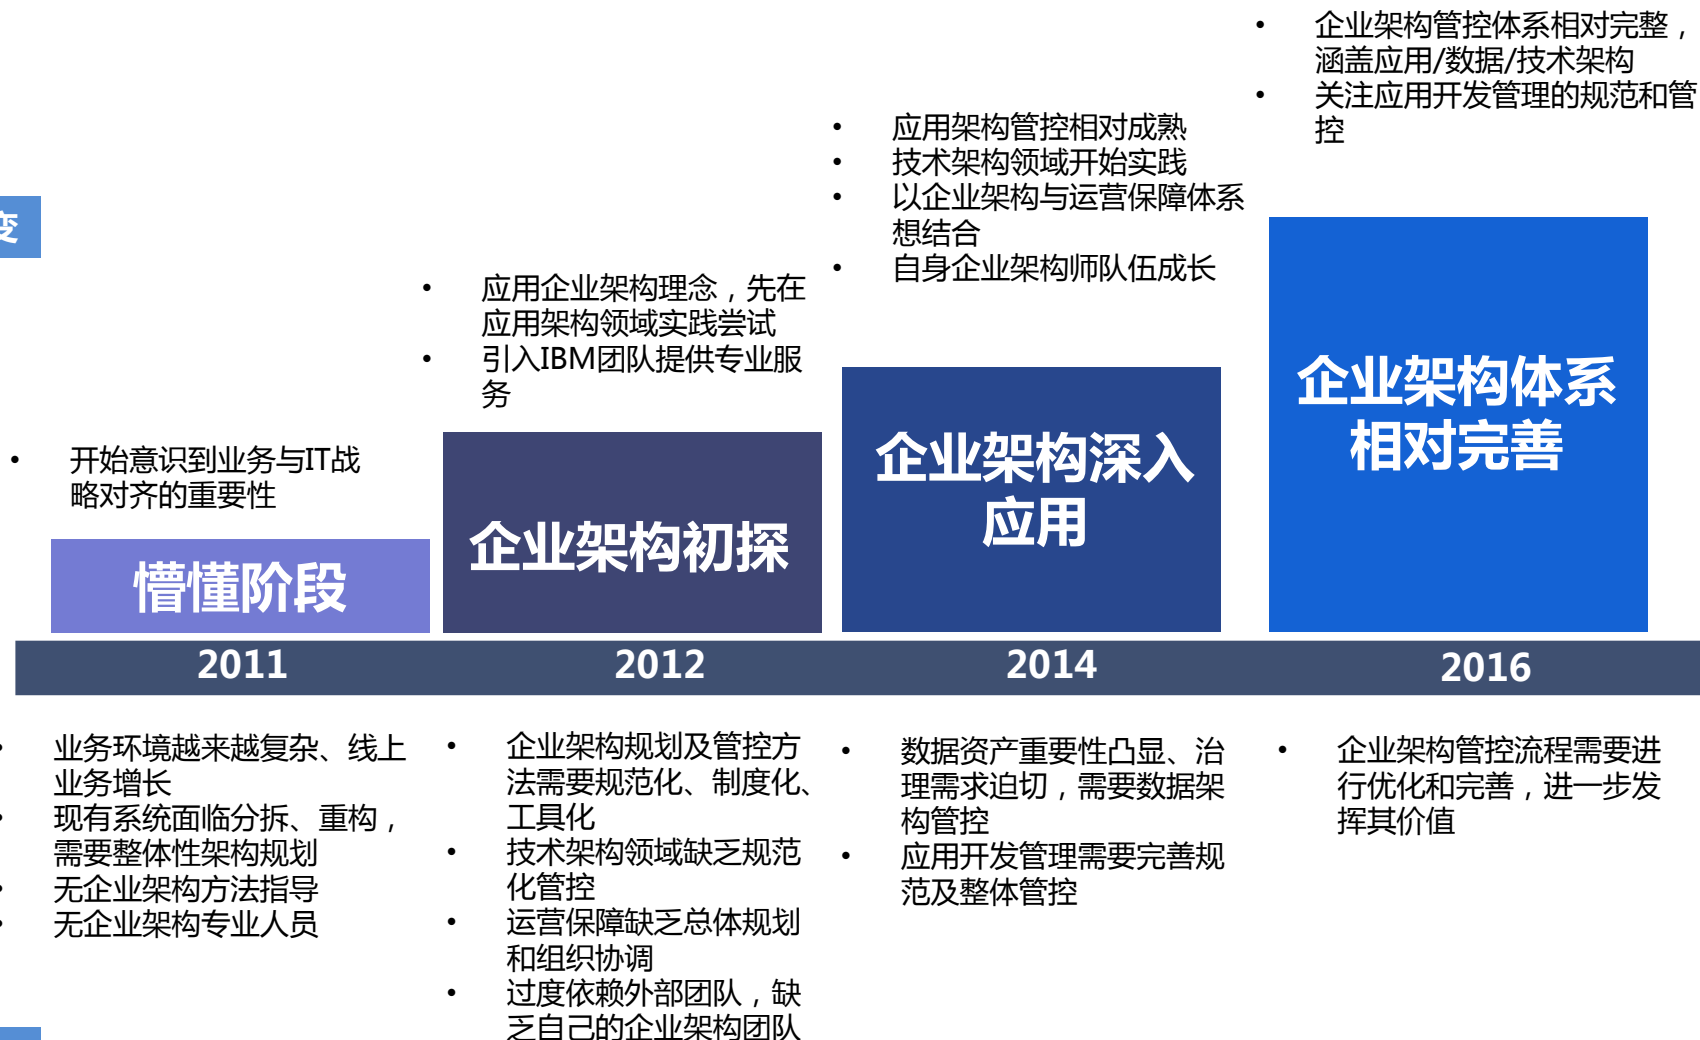 • 企业架构管控体系相对完整，
涵盖应用/数据/技术架构
• 关注应用开发管理的规范和管
控
• 应用架构管控相对成熟
• 技术架构领域开始实践
• 以企业架构与运营保障体系
想结合
• 自身企业架构师队伍成长
变
• 应用企业架构理念，先在
应用架构领域实践尝试
• 引入IBM团队提供专业服
务
• 开始意识到业务与IT战
略对齐的重要性
懵懂阶段
企业架构初探
企业架构深入
应用
企业架构体系
相对完善
2011
2012
2014
2016
• 业务环境越来越复杂、线上
业务增长
• 现有系统面临分拆、重构，
需要整体性架构规划
• 无企业架构方法指导
• 无企业架构专业人员
• 企业架构规划及管控方
法需要规范化、制度化、
工具化
• 技术架构领域缺乏规范
化管控
• 运营保障缺乏总体规划
和组织协调
• 过度依赖外部团队，缺
乏自己的企业架构团队
• 数据资产重要性凸显、治
理需求迫切，需要数据架
构管控
• 应用开发管理需要完善规
范及整体管控
• 企业架构管控流程需要进
行优化和完善，进一步发
挥其价值